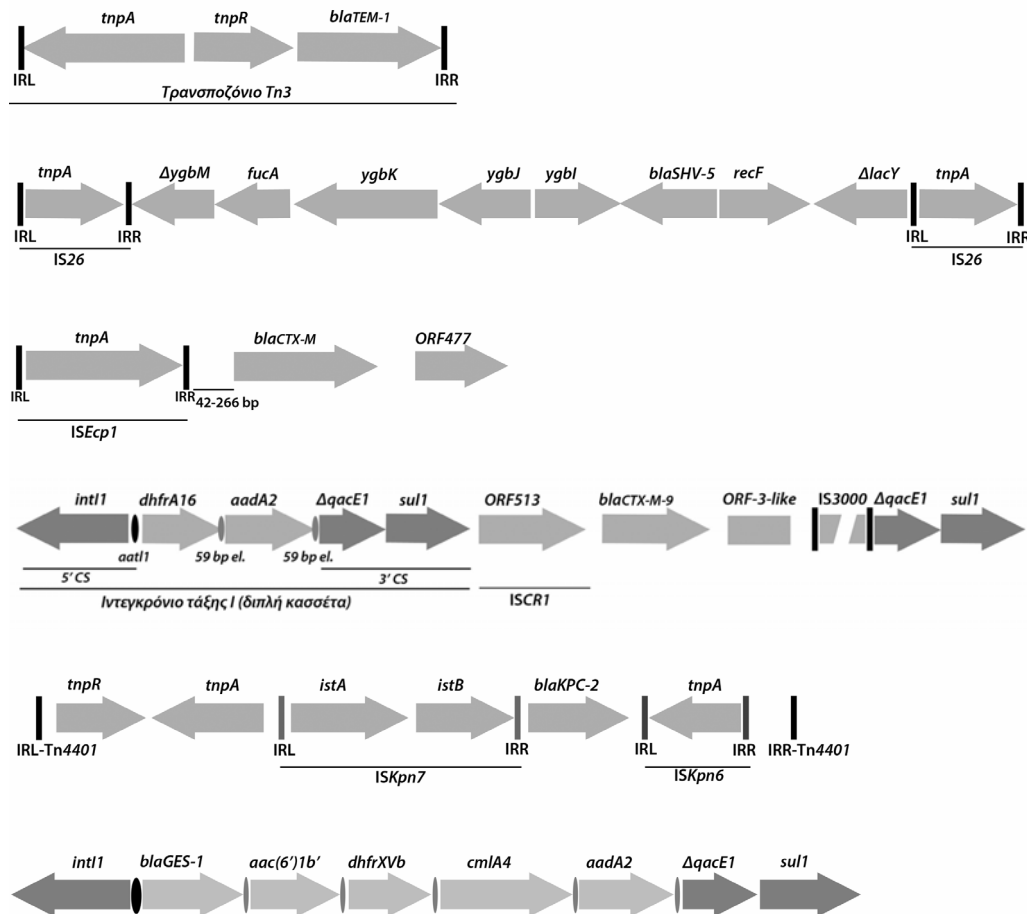 tnpA tnpR blaTEM-1
IRL IRR
Τρανσποζόνιο Tn3
tnpA ΔygbM fucA ygbK ygbJ ygbI blaSHV-5 recF ΔlacY tnpA
IRL IRR IRL IRR
IS26 IS26
tnpA blaCTX-M ORF477
IRL IRR 42-266 bp
ISEcp1
intI1 dhfrA16 aadA2 ΔqacE1 sul1 ORF513 blaCTX-M-9 ORF-3-like IS3000 ΔqacE1 sul1
aatI1 59 bp el. 59 bp el.
5' CS 3' CS
Ιντεγκρόνιο τάξης Ι (διπλή κασσέτα) ISCR1
tnpR tnpA istA istB blaKPC-2 tnpA
IRL-Tn4401 IRL IRR IRL IRR IRR-Tn4401
ISKpn7 ISKpn6
intI1 blaGES-1 aac(6')1b' dhfrXVb cmlA4 aadA2 ΔqacE1 sul1